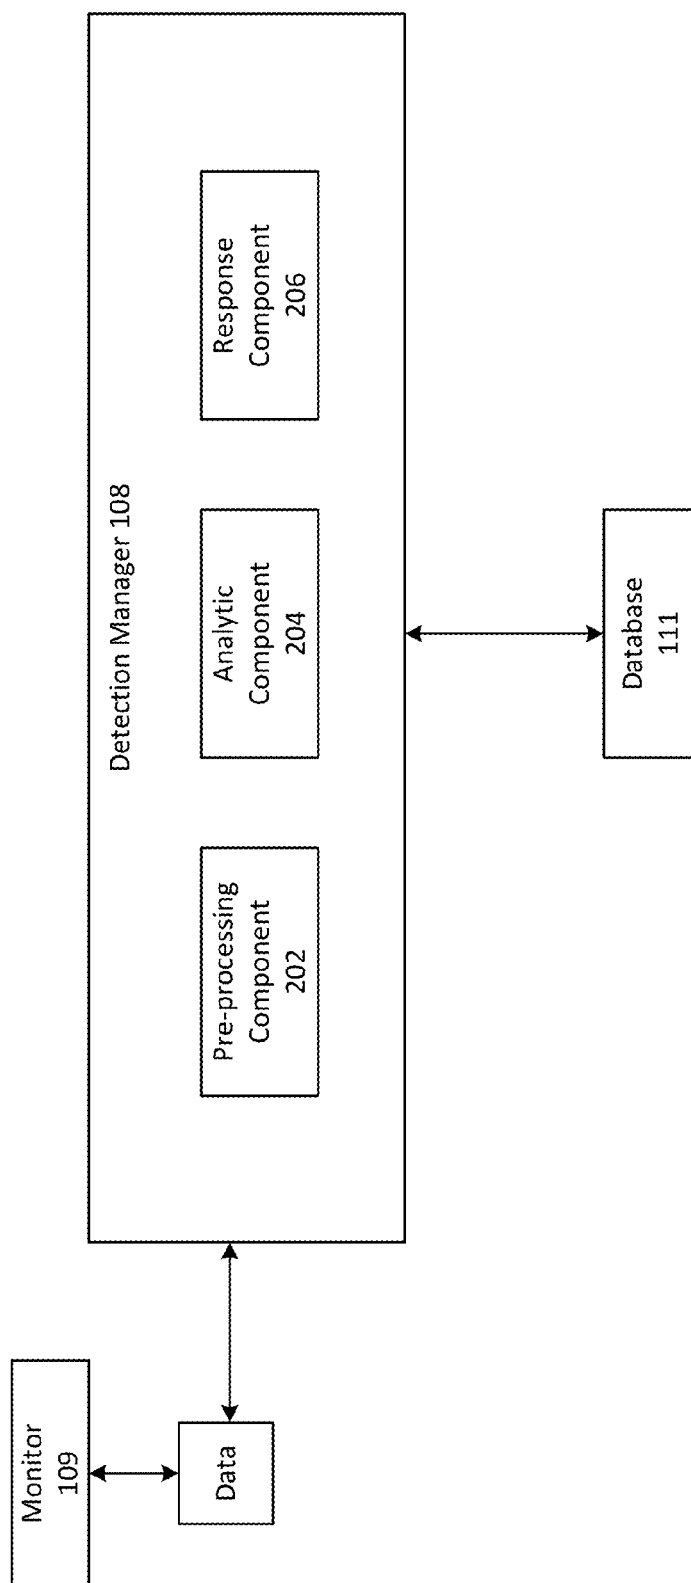 Monitor
109
Data
Detection Manager 108
Pre-processing
Component
202
Analytic
Component
204
Response
Component
206
Database
111